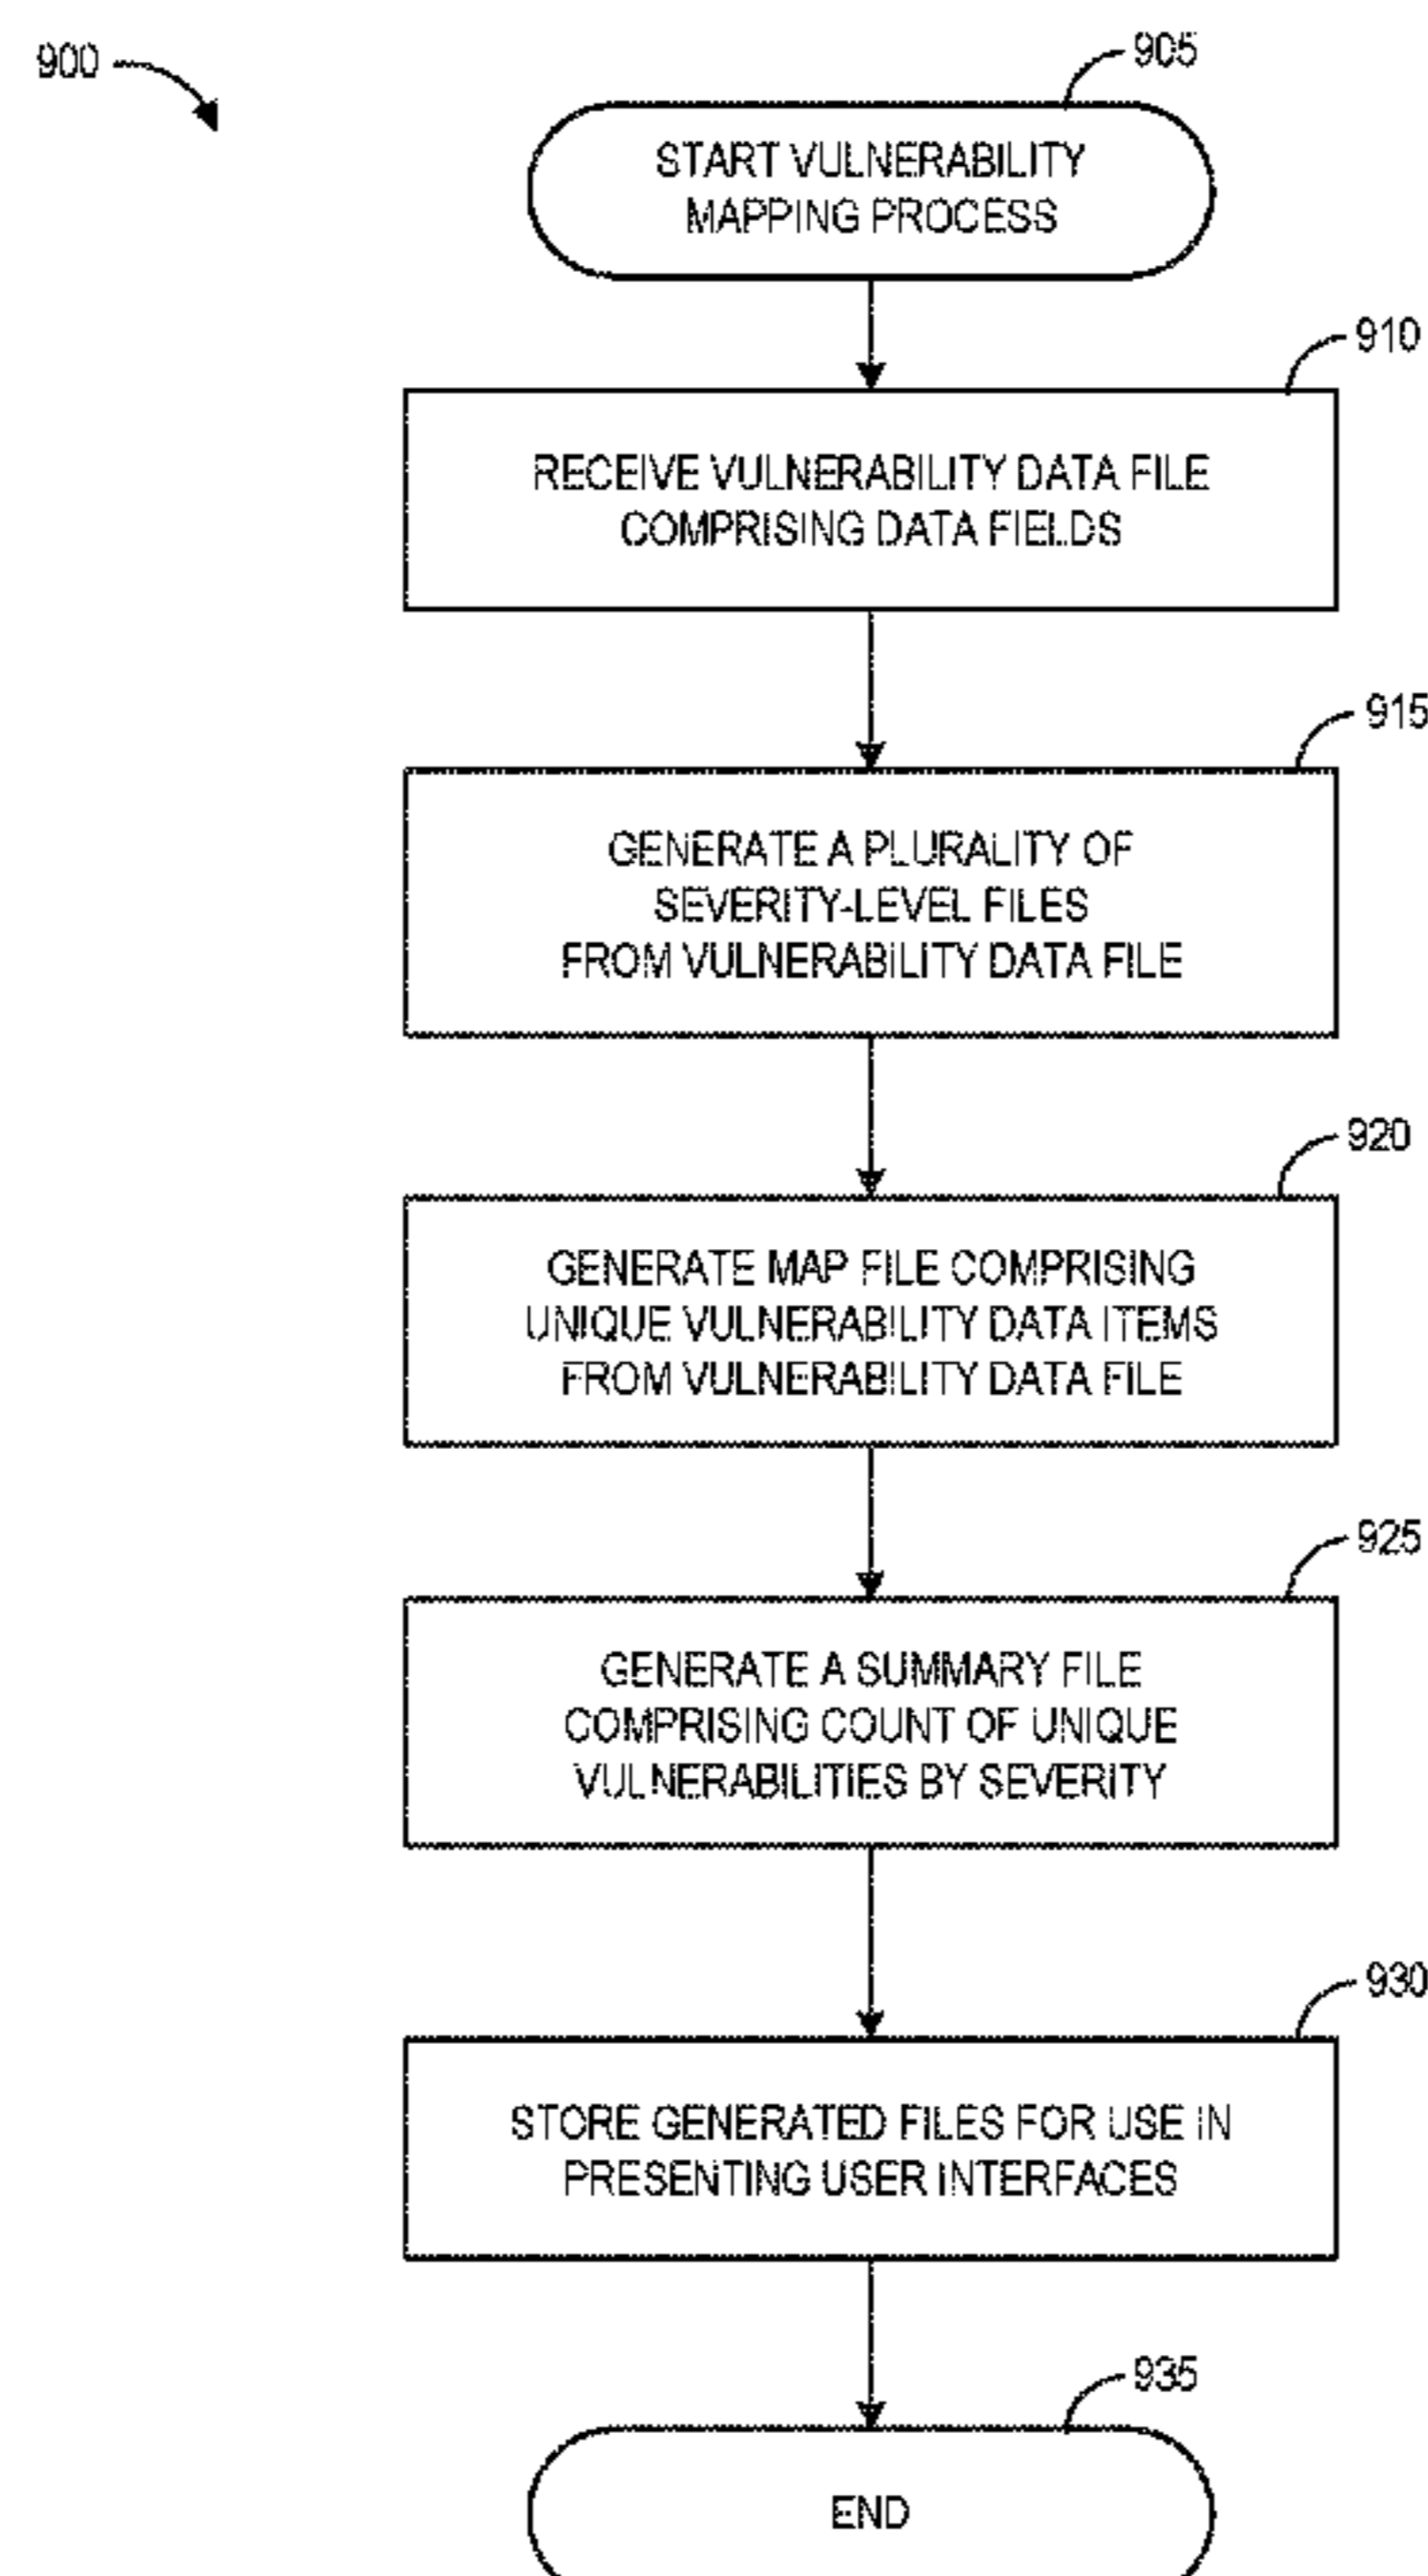 900
905
START VULNERABILITY
MAPPING PROCESS
910
RECEIVE VULNERABILITY DATA FILE
COMPRISING DATA FIELDS
915
GENERATE A PLURALITY OF
SEVERITY-LEVEL FILES
FROM VULNERABILITY DATA FILE
920
GENERATE MAP FILE COMPRISING
UNIQUE VULNERABILITY DATA ITEMS
FROM VULNERABILITY DATA FILE
925
GENERATE A SUMMARY FILE
COMPRISING COUNT OF UNIQUE
VULNERABILITIES BY SEVERITY
930
STORE GENERATED FILES FOR USE IN
PRESENTING USER INTERFACES
935
END